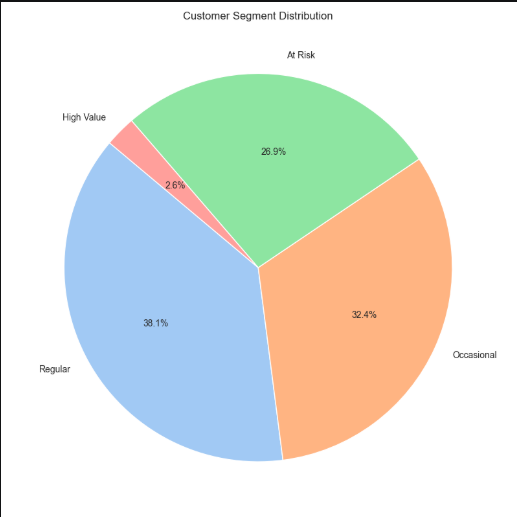 Customer Segment Distribution
At Risk
High Value
26.9%
2.6%
32.4%
38.1%
Occasional
Regular